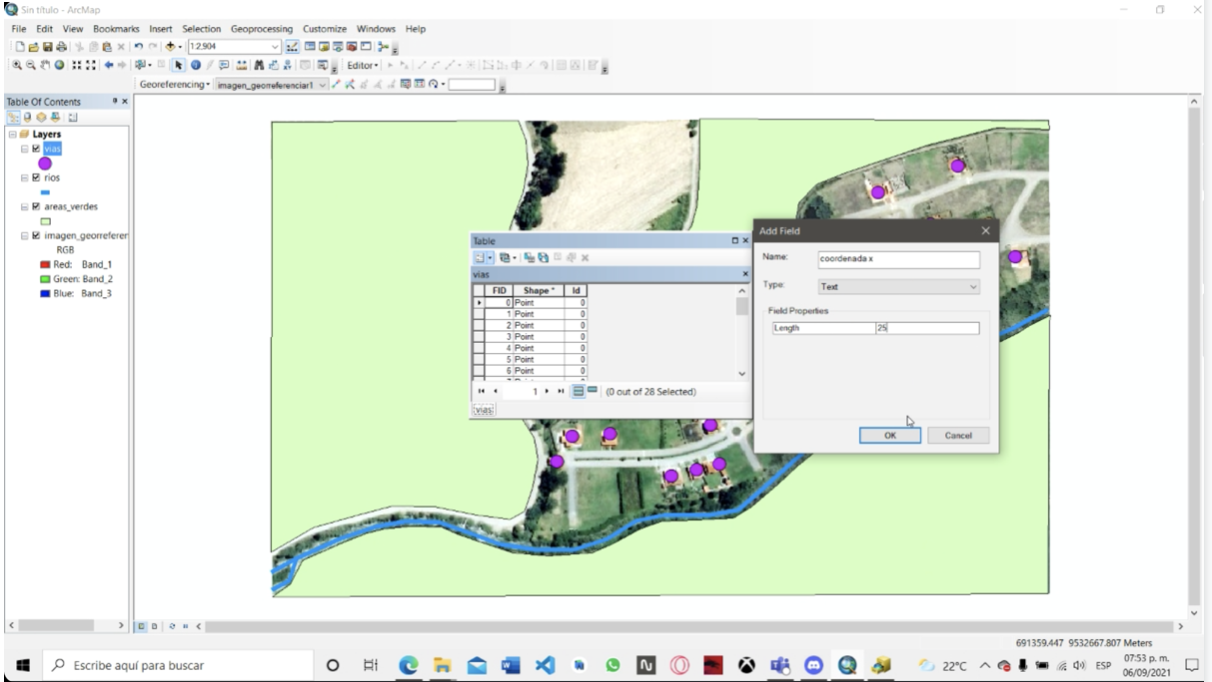 Sin título - ArcMap
File Edit View Bookmarks Insert Selection Geoprocessing Customize Windows Help
1:2,904
Editor
Georeferencing imagen_georreferenciar1
Table Of Contents
Layers
vias
rios
areas_verdes
imagen_georreferen
RGB
Red: Band_1
Green: Band_2
Blue: Band_3
Table
vias
FID Shape * Id
0 Point 0
1 Point 0
2 Point 0
3 Point 0
4 Point 0
5 Point 0
6 Point 0
1 (0 out of 28 Selected)
vias
Add Field
Name: coordenada x
Type: Text
Field Properties
Length 25
OK Cancel
691359.447 9532667.807 Meters
Escribe aquí para buscar
22°C ESP 07:53 p. m.
06/09/2021